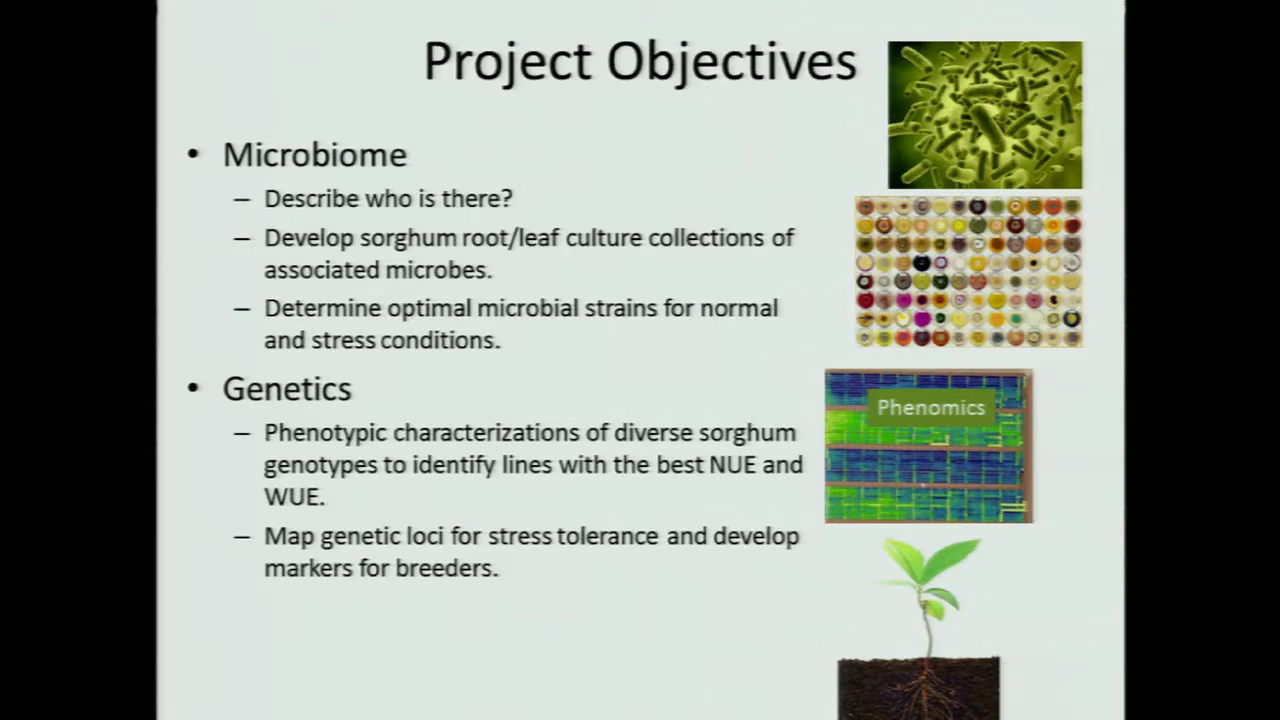 Project Objectives
• Microbiome
– Describe who is there?
– Develop sorghum root/leaf culture collections of
associated microbes.
– Determine optimal microbial strains for normal
and stress conditions.
• Genetics
– Phenotypic characterizations of diverse sorghum
genotypes to identify lines with the best NUE and
WUE.
– Map genetic loci for stress tolerance and develop
markers for breeders.
Phenomics